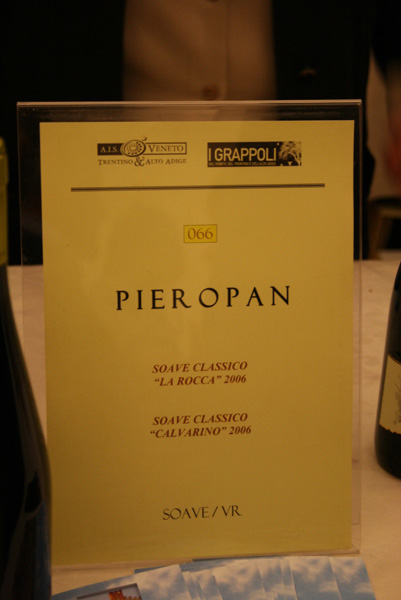 A.I.S. VENETO
TRENTINO & ALTO ADIGE
I GRAPPOLI
066
PIEROPAN
SOAVE CLASSICO
"LA ROCCA" 2006
SOAVE CLASSICO
"CALVARINO" 2006
SOAVE / VR